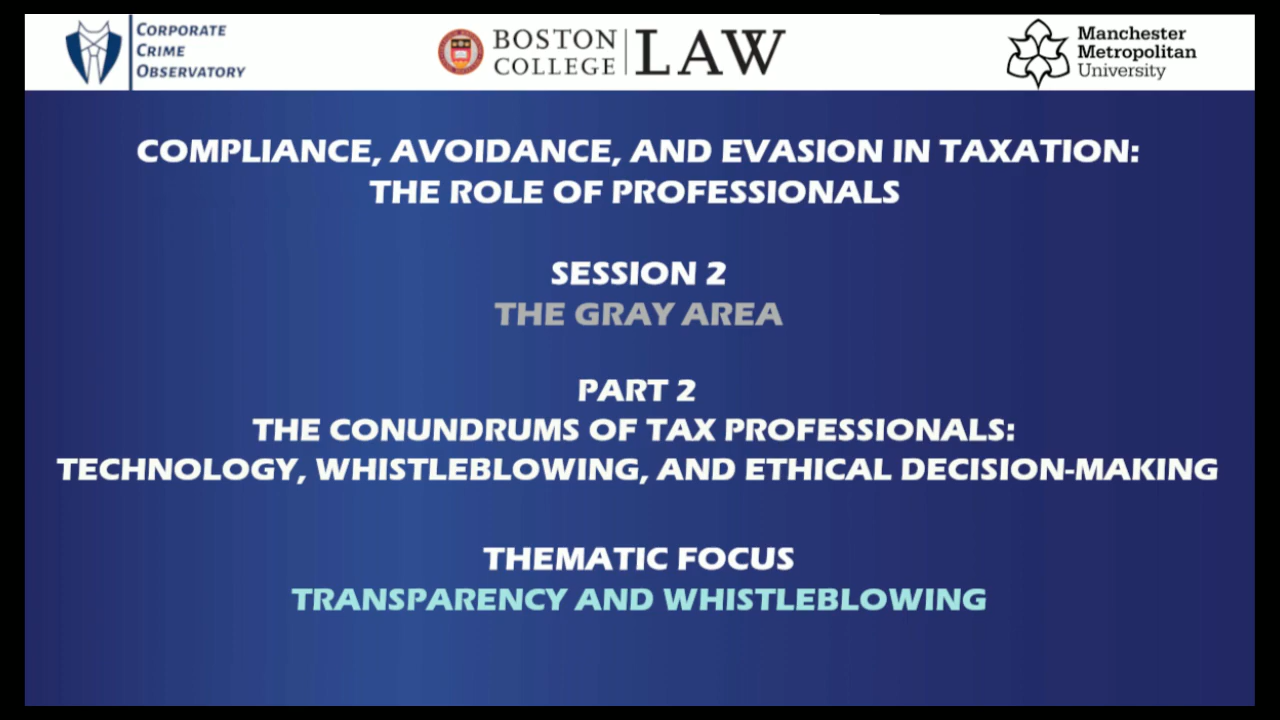 CORPORATE
CRIME
OBSERVATORY
BOSTON
COLLEGE
LAW
Manchester
Metropolitan
University
COMPLIANCE, AVOIDANCE, AND EVASION IN TAXATION:
THE ROLE OF PROFESSIONALS
SESSION 2
THE GRAY AREA
PART 2
THE CONUNDRUMS OF TAX PROFESSIONALS:
TECHNOLOGY, WHISTLEBLOWING, AND ETHICAL DECISION-MAKING
THEMATIC FOCUS
TRANSPARENCY AND WHISTLEBLOWING